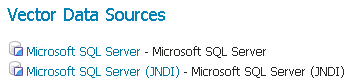 Vector Data Sources
Microsoft SQL Server - Microsoft SQL Server
Microsoft SQL Server (JNDI) - Microsoft SQL Server (JNDI)